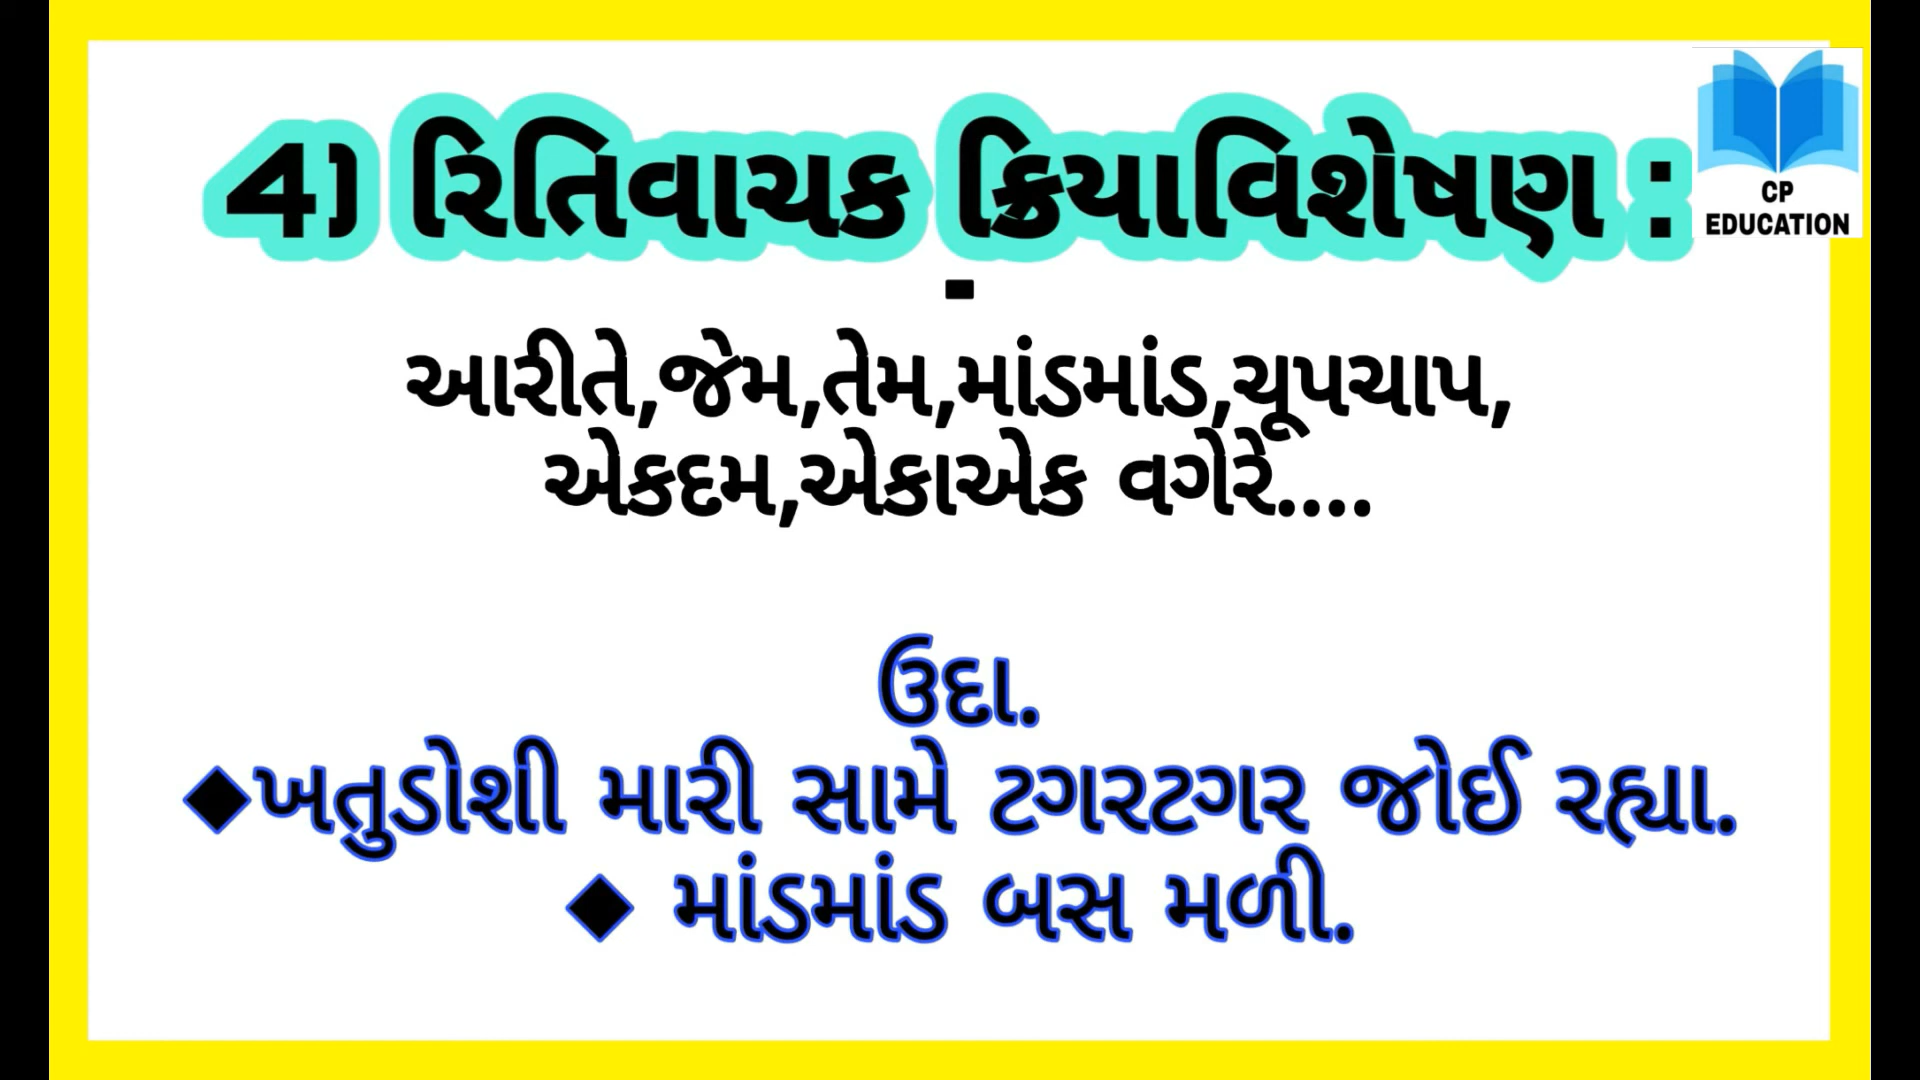 4) રિતિવાચક ક્રિયાવિશેષણ :
-
આરીતે,જેમ,તેમ,માંડમાંડ,ચૂપચાપ,
એકદમ,એકાએક વગેરે....
ઉદા.
◆ખતુડોશી મારી સામે ટગરટગર જોઈ રહ્યા.
◆ માંડમાંડ બસ મળી.
CP
EDUCATION